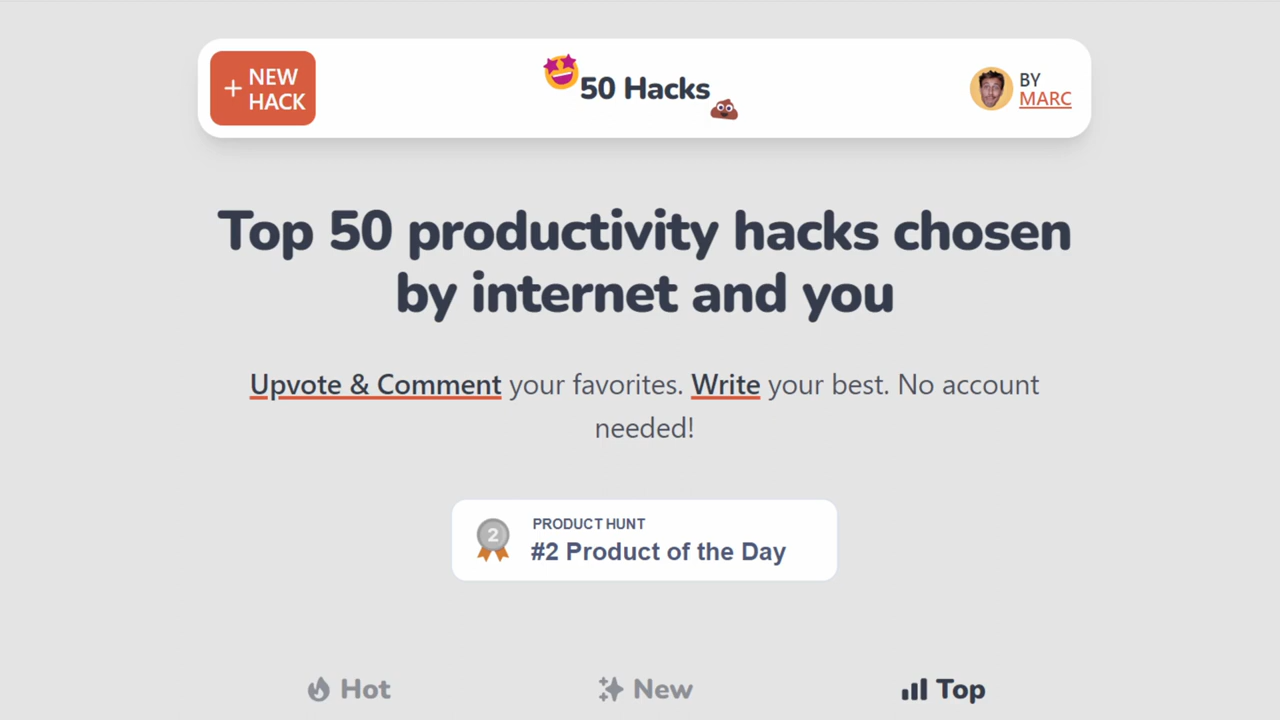 + NEW
HACK
50 Hacks
BY
MARC
Top 50 productivity hacks chosen
by internet and you
Upvote & Comment your favorites. Write your best. No account
needed!
2
PRODUCT HUNT
#2 Product of the Day
Hot
New
Top